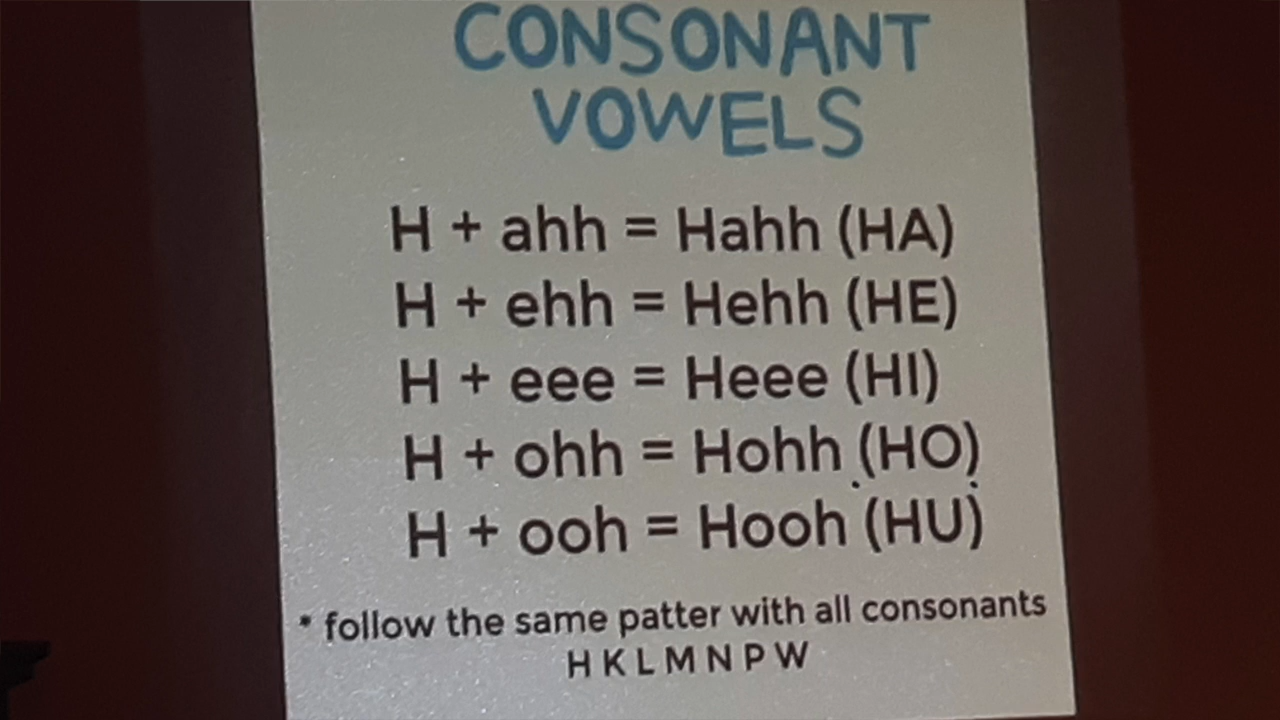 CONSONANT
VOWELS
H + ahh = Hahh (HA)
H + ehh = Hehh (HE)
H + eee = Heee (HI)
H + ohh = Hohh (HO)
H + ooh = Hooh (HU)
* follow the same patter with all consonants
H K L M N P W